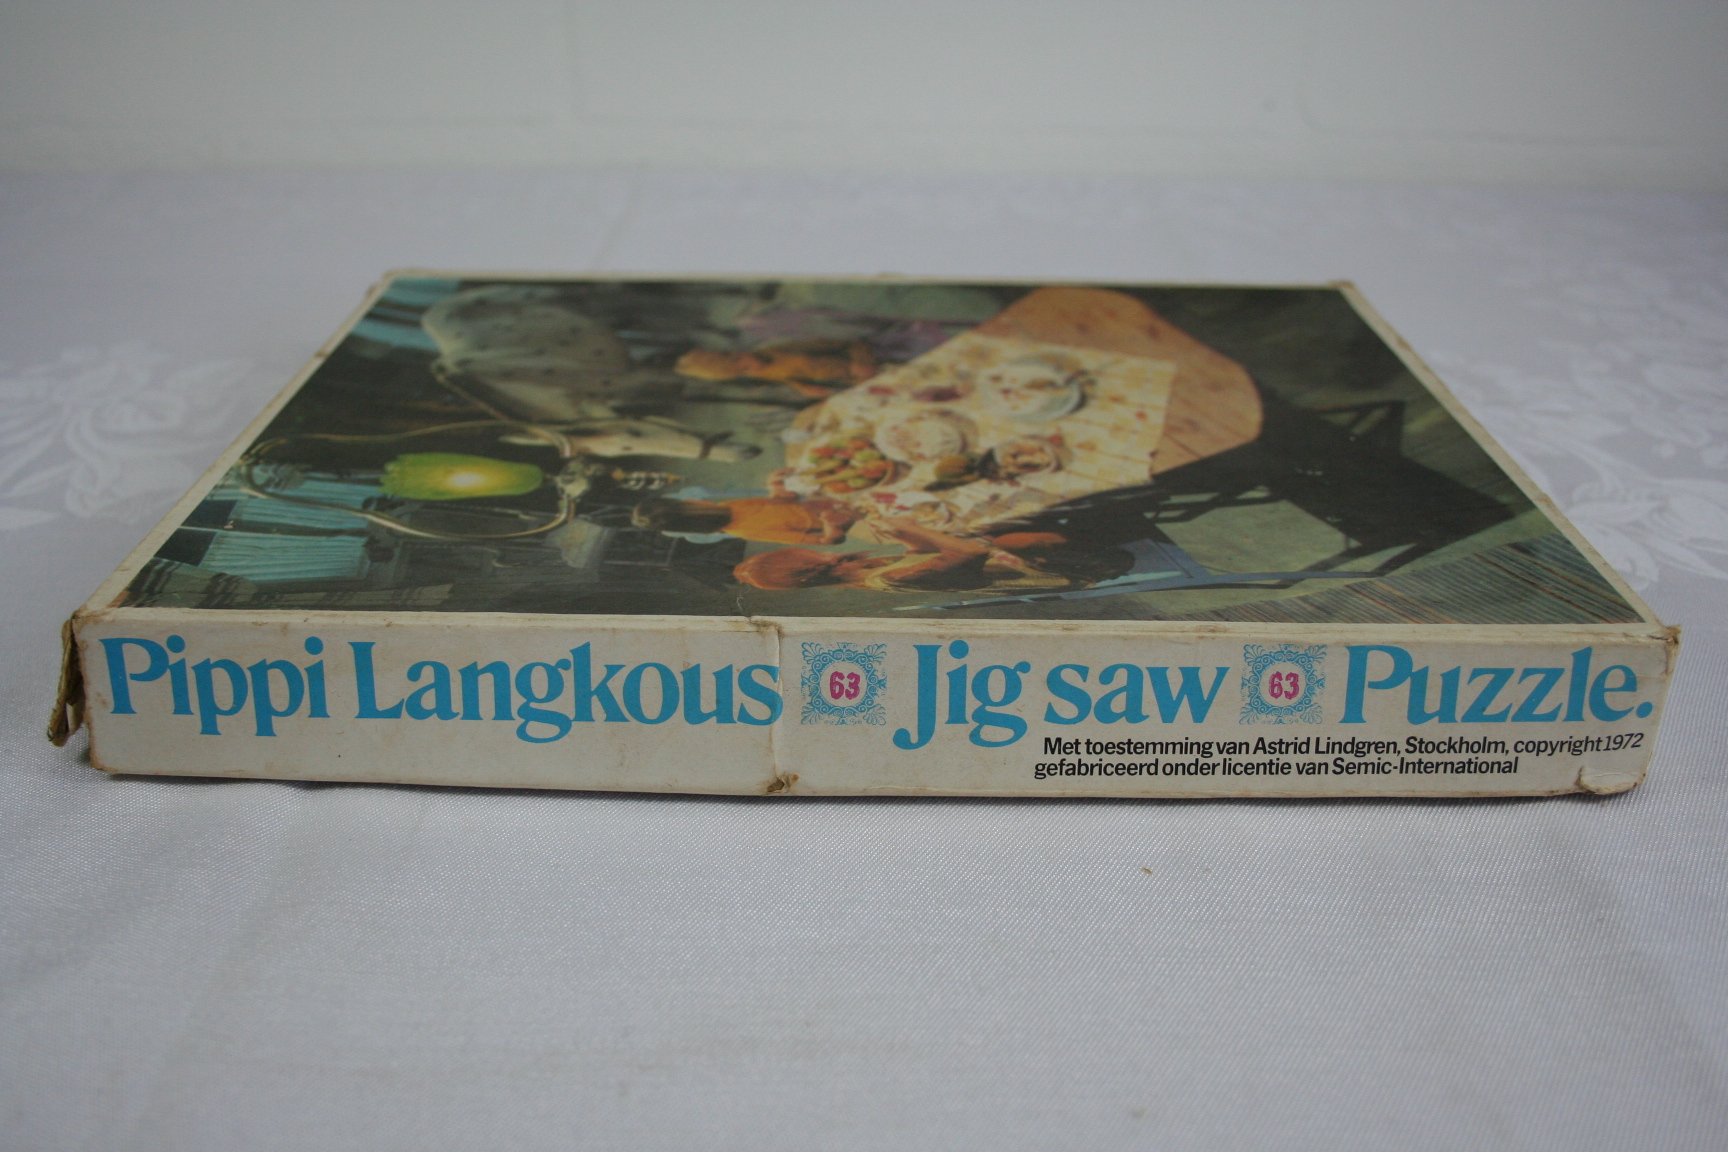 Pippi Langkous 63 Jig saw 63 Puzzle.
Met toestemming van Astrid Lindgren, Stockholm, copyright 1972
gefabriceerd onder licentie van Semic-International